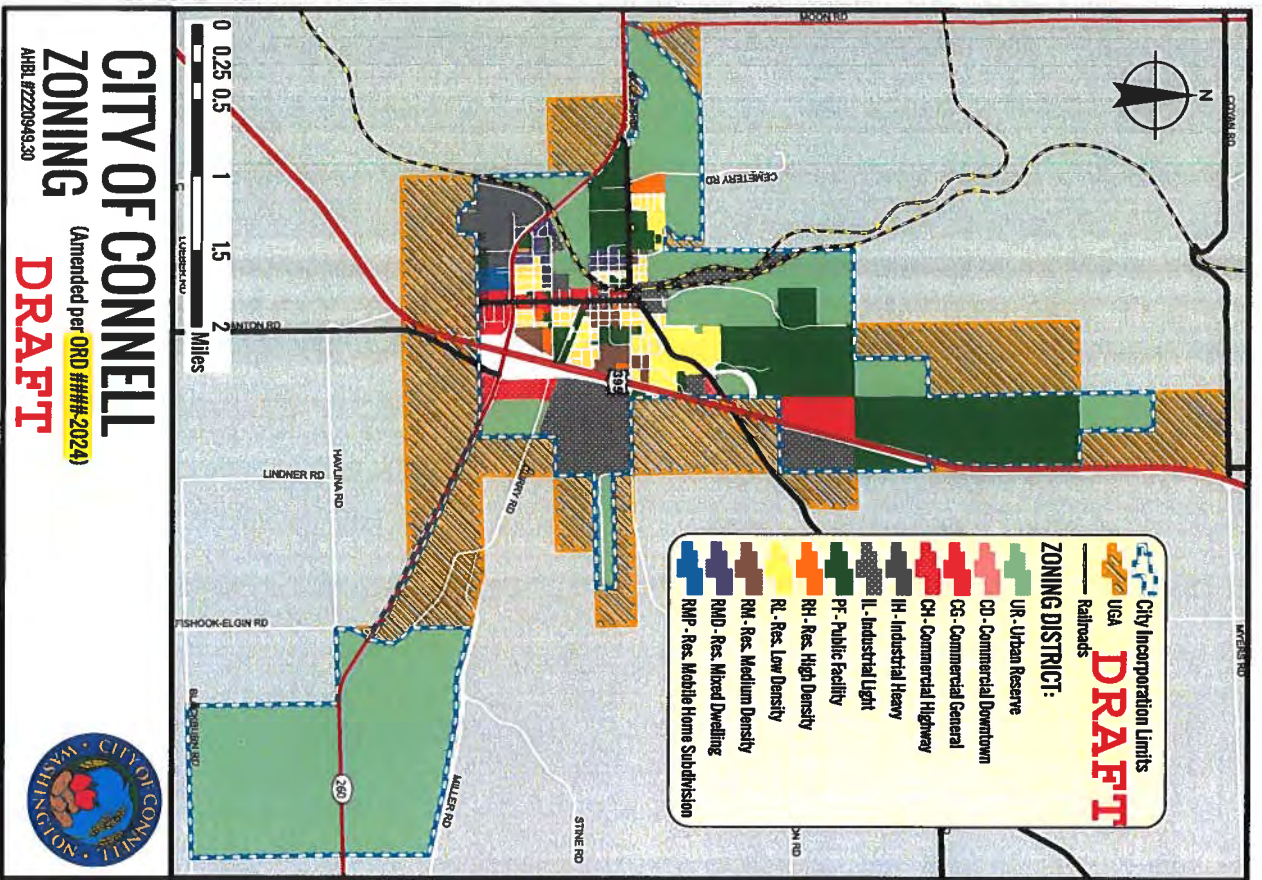 CITY OF CONNELL
ZONING (Amended per ORD ####-2024)
AHBL #2220949.30
DRAFT
CITY OF CONNELL
WASHINGTON
0 0.25 0.5 1 1.5 2
Miles
City Incorporation Limits
UGA
Railroads
DRAFT
ZONING DISTRICT:
UR - Urban Reserve
CD - Commercial Downtown
CG - Commercial General
CH - Commercial Highway
IH - Industrial Heavy
IL - Industrial Light
PF - Public Facility
RH - Res. High Density
RL - Res. Low Density
RM - Res. Medium Density
RMD - Res. Mixed Dwelling
RMP - Res. Mobile Home Subdivision
N
MOON RD
COYAN RD
MYERS RD
CEMETERY RD
395
LINDNER RD
HAVLINA RD
CURRY RD
MILLER RD
STINE RD
ON RD
260